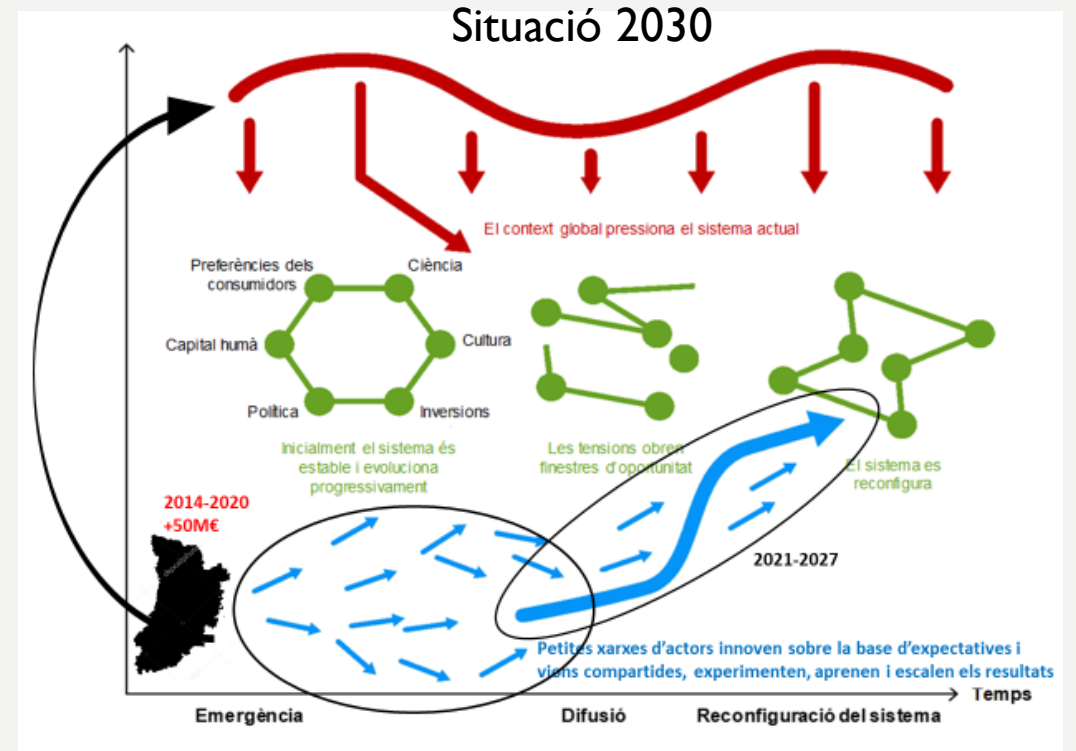 Situació 2030
El context global pressiona el sistema actual
Preferències dels
consumidors
Ciència
Capital humà
Cultura
Política
Inversions
Inicialment el sistema és
estable i evoluciona
progressivament
Les tensions obren
finestres d'oportunitat
El sistema es
reconfigura
2014-2020
+50M€
2021-2027
Petites xarxes d'actors innoven sobre la base d'expectatives i
vions compartides, experimenten, aprenen i escalen els resultats
Temps
Emergència
Difusió
Reconfiguració del sistema